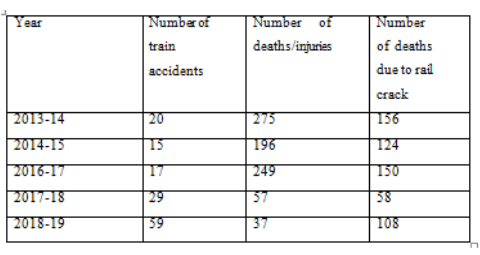 Year Number of Number of Number
train deaths/injuries of deaths
accidents due to rail
crack
2013-14 20 275 156
2014-15 15 196 124
2016-17 17 249 150
2017-18 29 57 58
2018-19 59 37 108